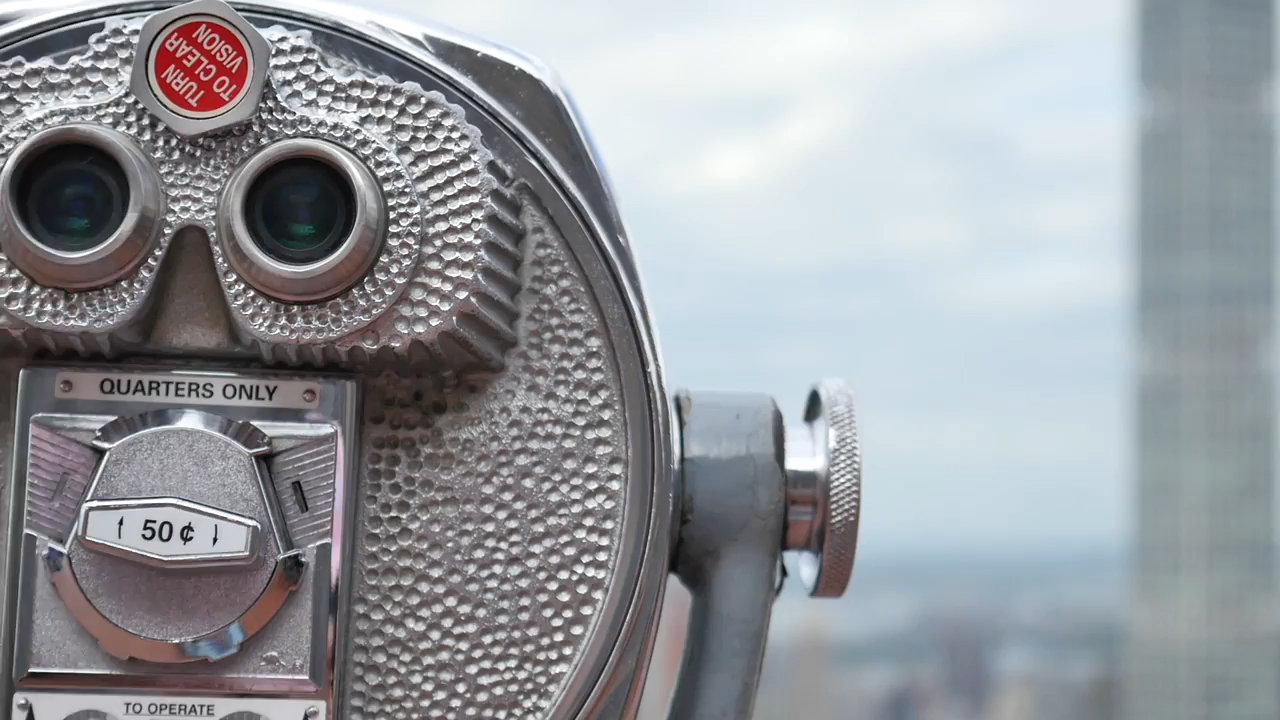 TURN
TO CLEAR
VISION
QUARTERS ONLY
↑ 50¢ ↓
TO OPERATE